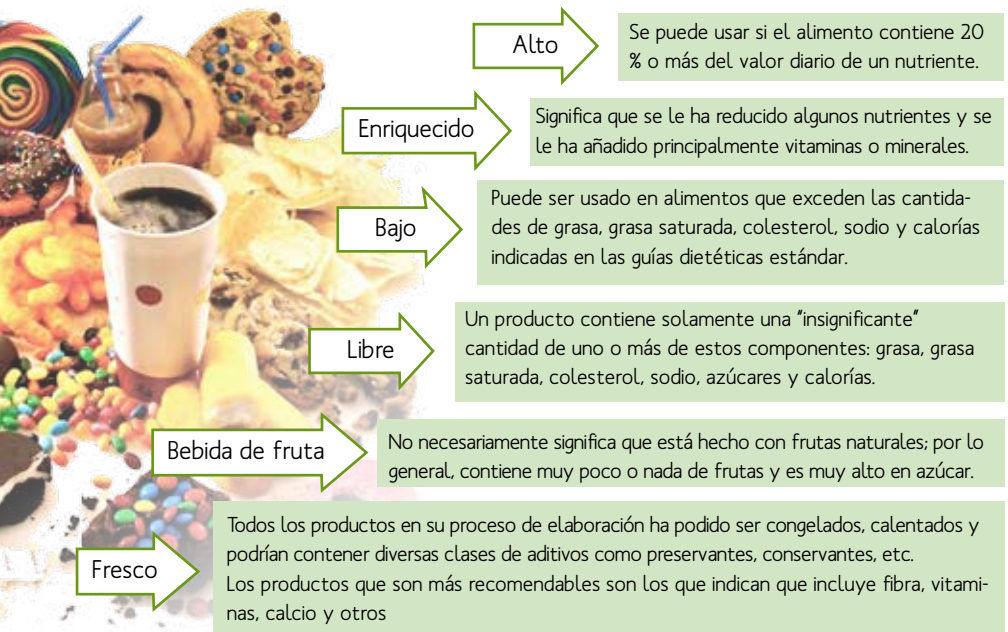 Alto
Se puede usar si el alimento contiene 20
% o más del valor diario de un nutriente.
Enriquecido
Significa que se le ha reducido algunos nutrientes y se
le ha añadido principalmente vitaminas o minerales.
Bajo
Puede ser usado en alimentos que exceden las cantida-
des de grasa, grasa saturada, colesterol, sodio y calorías
indicadas en las guías dietéticas estándar.
Libre
Un producto contiene solamente una "insignificante"
cantidad de uno o más de estos componentes: grasa, grasa
saturada, colesterol, sodio, azúcares y calorías.
Bebida de fruta
No necesariamente significa que está hecho con frutas naturales; por lo
general, contiene muy poco o nada de frutas y es muy alto en azúcar.
Fresco
Todos los productos en su proceso de elaboración ha podido ser congelados, calentados y
podrían contener diversas clases de aditivos como preservantes, conservantes, etc.
Los productos que son más recomendables son los que indican que incluye fibra, vitami-
nas, calcio y otros